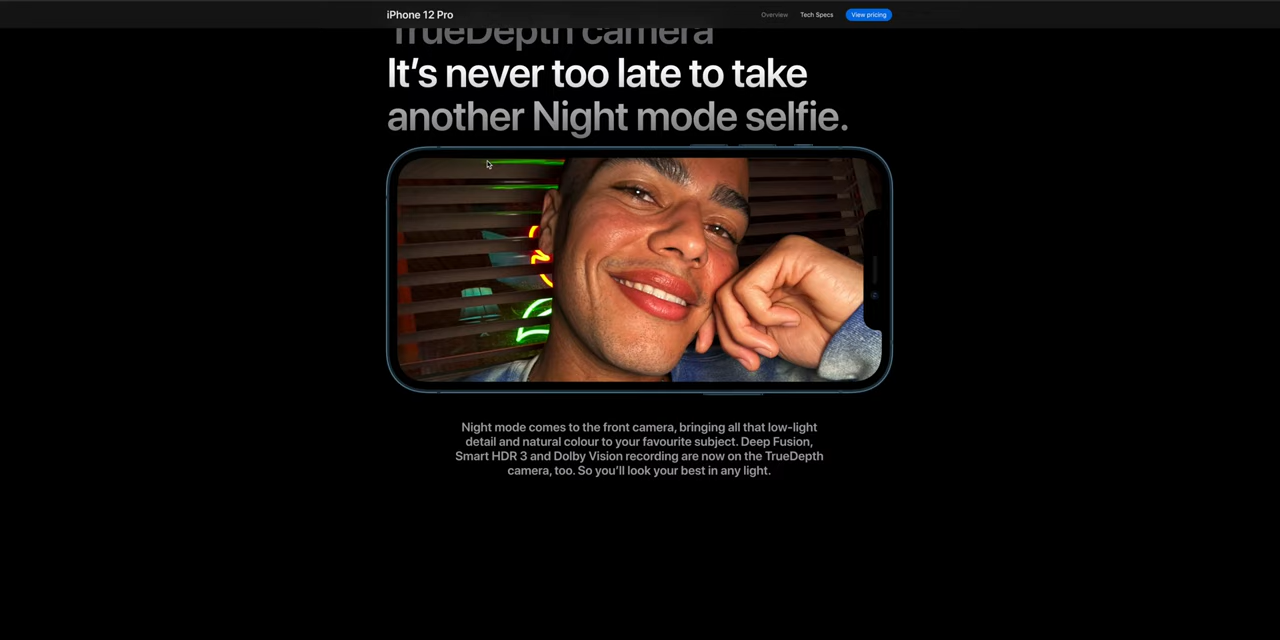 iPhone 12 Pro
Overview
Tech Specs
View pricing
TrueDepth camera
It’s never too late to take
another Night mode selfie.
Night mode comes to the front camera, bringing all that low-light
detail and natural colour to your favourite subject. Deep Fusion,
Smart HDR 3 and Dolby Vision recording are now on the TrueDepth
camera, too. So you’ll look your best in any light.